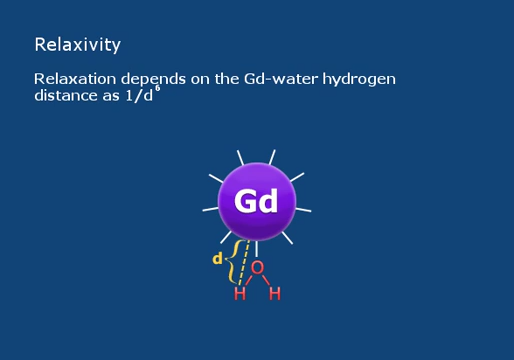 Relaxivity
Relaxation depends on the Gd-water hydrogen
distance as 1/d⁶
Gd
d
O
H H